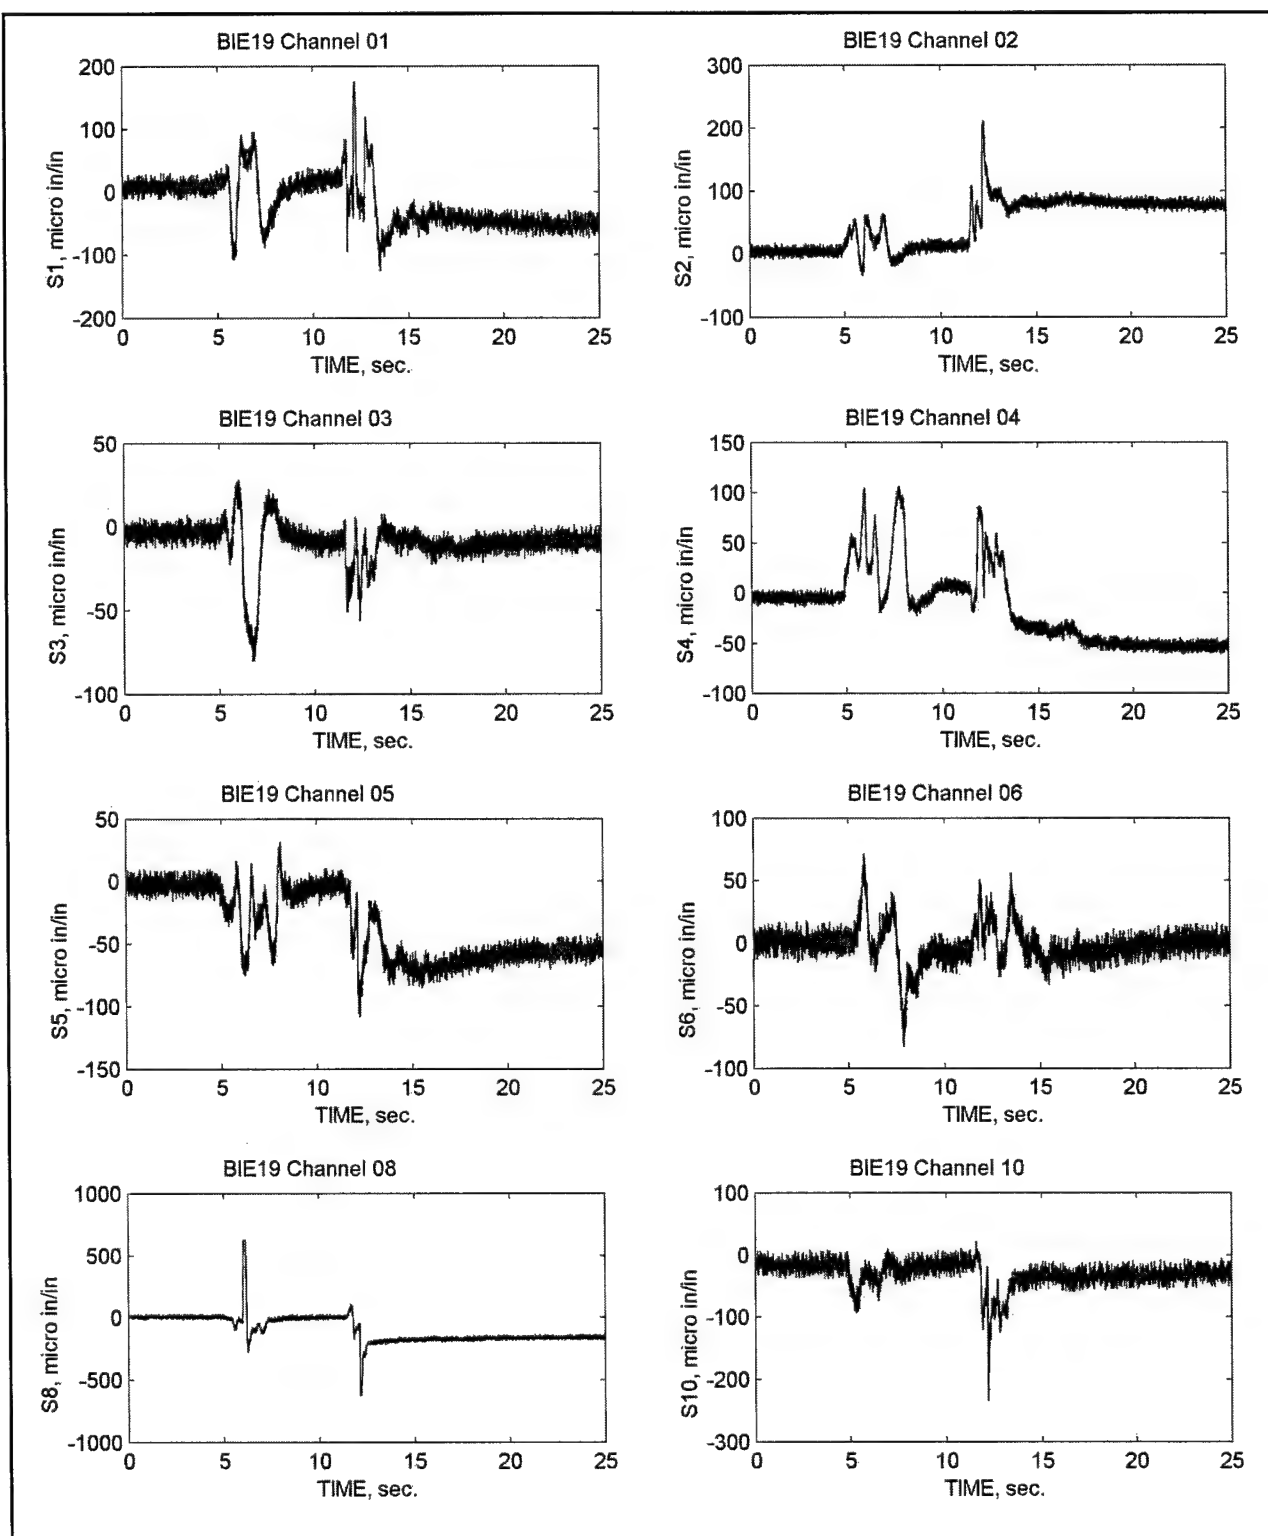 BIE19 Channel 01
200
100
0
-100
-200
S1, micro in/in
0 5 10 15 20 25
TIME, sec.
BIE19 Channel 02
300
200
100
0
-100
S2, micro in/in
0 5 10 15 20 25
TIME, sec.
BIE19 Channel 03
50
0
-50
-100
S3, micro in/in
0 5 10 15 20 25
TIME, sec.
BIE19 Channel 04
150
100
50
0
-50
-100
S4, micro in/in
0 5 10 15 20 25
TIME, sec.
BIE19 Channel 05
50
0
-50
-100
-150
S5, micro in/in
0 5 10 15 20 25
TIME, sec.
BIE19 Channel 06
100
50
0
-50
-100
S6, micro in/in
0 5 10 15 20 25
TIME, sec.
BIE19 Channel 08
1000
500
0
-500
-1000
S8, micro in/in
0 5 10 15 20 25
TIME, sec.
BIE19 Channel 10
100
0
-100
-200
-300
S10, micro in/in
0 5 10 15 20 25
TIME, sec.